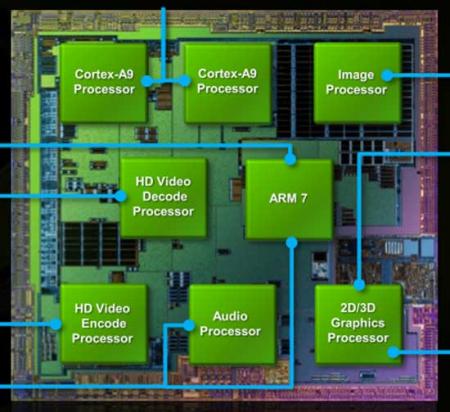 Cortex-A9
Processor
Cortex-A9
Processor
Image
Processor
HD Video
Decode
Processor
ARM 7
HD Video
Encode
Processor
Audio
Processor
2D/3D
Graphics
Processor